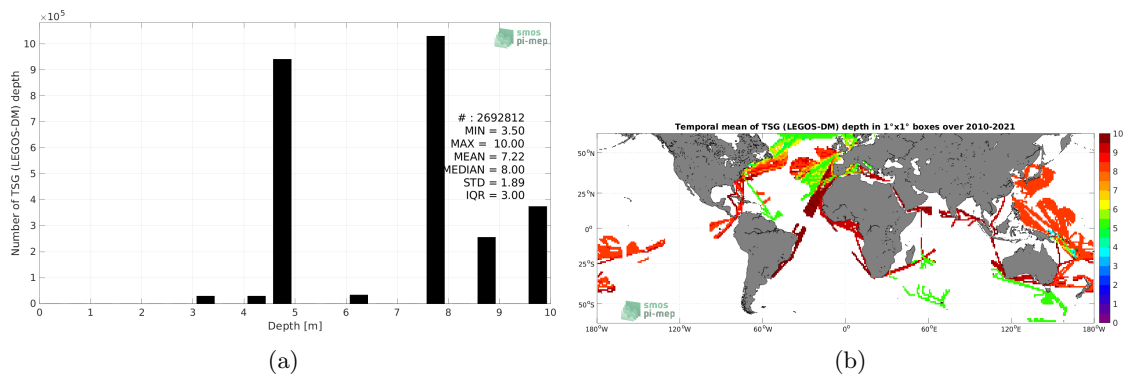 ×10⁵
smos
pi-mep
10
9
8
7
6
5
4
3
2
1
0
Number of TSG (LEGOS-DM) depth
# : 2692812
MIN = 3.50
MAX = 10.00
MEAN = 7.22
MEDIAN = 8.00
STD = 1.89
IQR = 3.00
0 1 2 3 4 5 6 7 8 9 10
Depth [m]
(a)
Temporal mean of TSG (LEGOS-DM) depth in 1°x1° boxes over 2010-2021
50°N
25°N
0°
25°S
50°S
smos
pi-mep
180°W 120°W 60°W 0° 60°E 120°E 180°E
10
9
8
7
6
5
4
3
2
1
0
(b)